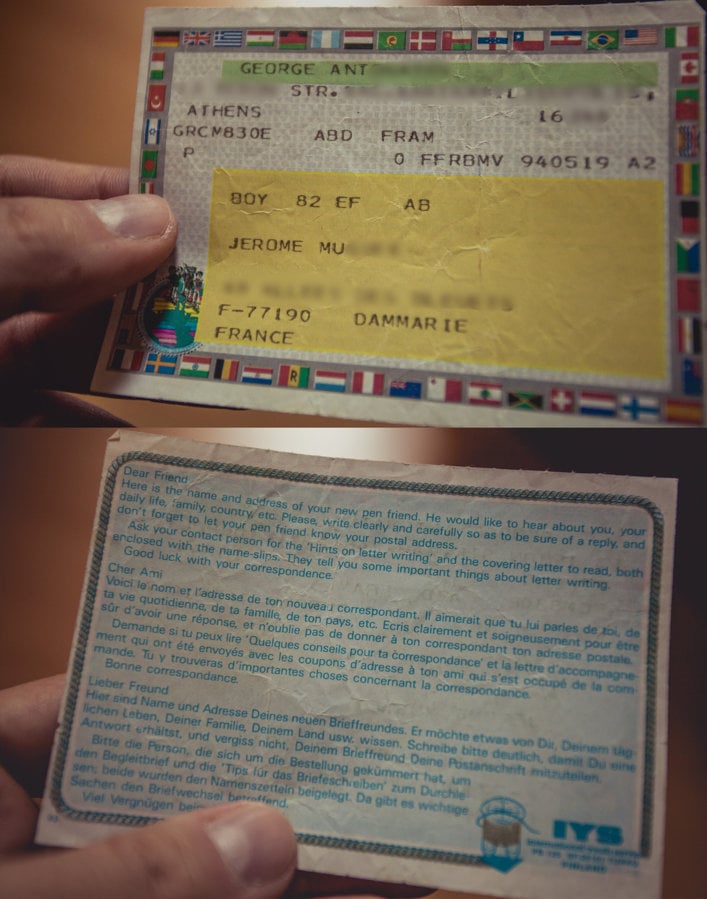 GEORGE ANT
STR.
ATHENS 16
GRCM830E ABD FRAM
P 0 FFRBMV 940519 A2
BOY 82 EF AB
JEROME MU
F-77190 DAMMARIE
FRANCE
Dear Friend
Here is the name and address of your new pen friend. He would like to hear about you, your
daily life, family, country, etc. Please, write clearly and carefully so as to be sure of a reply, and
don't forget to let your pen friend know your postal address.
Ask your contact person for the 'Hints on letter writing' and the covering letter to read, both
enclosed with the name-slips. They tell you some important things about letter writing.
Good luck with your correspondence.
Cher Ami
Voici le nom et l'adresse de ton nouveau correspondant. Il aimerait que tu lui parles de toi, de
ta vie quotidienne, de ta famille, de ton pays, etc. Ecris clairement et soigneusement pour être
sûr d'avoir une réponse, et n'oublie pas de donner à ton correspondant ton adresse postale.
Demande si tu peux lire 'Quelques conseils pour ta correspondance' et la lettre d'accompagne-
ment qui ont été envoyés avec les coupons d'adresse à ton ami qui s'est occupé de la com-
mande. Tu y trouveras d'importantes choses concernant la correspondance.
Bonne correspondance.
Lieber Freund
Hier sind Name und Adresse Deines neuen Brieffreundes. Er möchte etwas von Dir, Deinem täg-
lichen Leben, Deiner Familie, Deinem Land usw. wissen. Schreibe bitte deutlich, damit Du eine
Antwort erhältst, und vergiss nicht, Deinem Brieffreund Deine Postanschrift mitzuteilen.
Bitte die Person, die sich um die Bestellung gekümmert hat, um
den Begleitbrief und die 'Tips für das Briefeschreiben' zum Durchle-
sen; beide wurden den Namenszetteln beigelegt. Da gibt es wichtige
Sachen den Briefwechsel betreffend.
Viel Vergnügen beim
IYS
International Youth Service
FINLAND